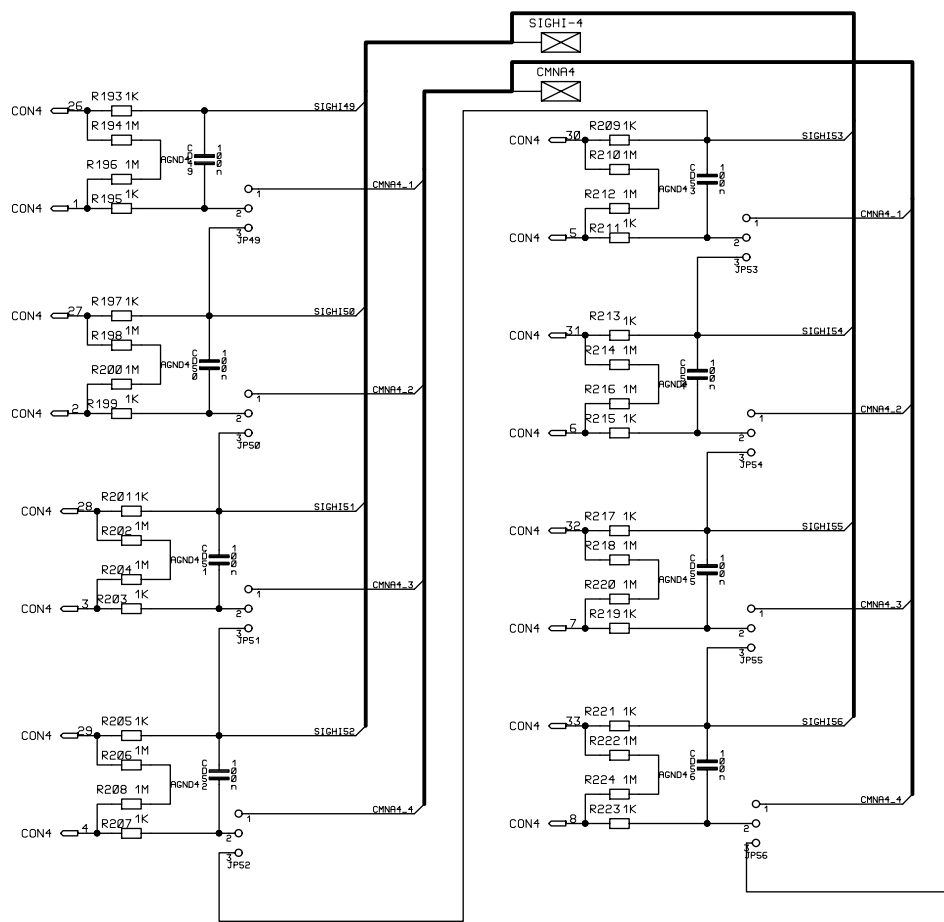 SIGHI-4
CMNA4
CON4 26 R193 1K SIGHI49
R194 1M
AGND4 CD49 100n
R196 1M
CON4 1 R195 1K
1 CMNA4_1
2
3
JP49
CON4 27 R197 1K SIGHI50
R198 1M
AGND4 CD50 100n
R200 1M
CON4 2 R199 1K
1 CMNA4_2
2
3
JP50
CON4 28 R201 1K SIGHI51
R202 1M
AGND4 CD51 100n
R204 1M
CON4 3 R203 1K
1 CMNA4_3
2
3
JP51
CON4 29 R205 1K SIGHI52
R206 1M
AGND4 CD52 100n
R208 1M
CON4 4 R207 1K
1 CMNA4_4
2
3
JP52
CON4 30 R209 1K SIGHI53
R210 1M
AGND4 CD53 100n
R212 1M
CON4 5 R211 1K
1 CMNA4_1
2
3
JP53
CON4 31 R213 1K SIGHI54
R214 1M
AGND4 100n
R216 1M
CON4 6 R215 1K
1 CMNA4_2
2
3
JP54
CON4 32 R217 1K SIGHI55
R218 1M
AGND4 CD55 100n
R220 1M
CON4 7 R219 1K
1 CMNA4_3
2
3
JP55
CON4 33 R221 1K SIGHI56
R222 1M
AGND4 CD56 100n
R224 1M
CON4 8 R223 1K
1 CMNA4_4
2
3
JP56